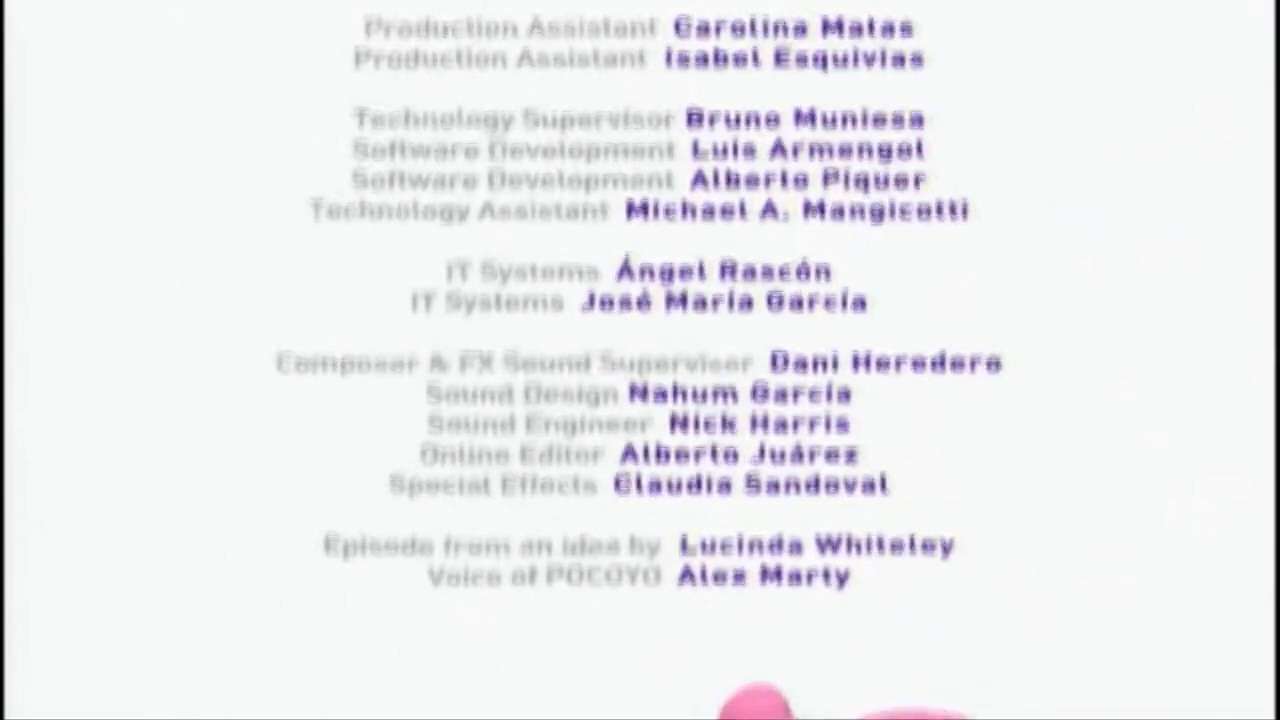 Production Assistant Carolina Matas
Production Assistant Isabel Esquivias
Technology Supervisor Bruno Muniesa
Software Development Luis Armengol
Software Development Alberto Piquer
Technology Assistant Michael A. Mangicotti
IT Systems Ángel Rascón
IT Systems José María García
Composer & FX Sound Supervisor Dani Heredero
Sound Design Nahum García
Sound Engineer Nick Harris
Online Editor Alberto Juárez
Special Effects Claudia Sandoval
Episode from an idea by Lucinda Whiteley
Voice of POCOYO Alex Marty